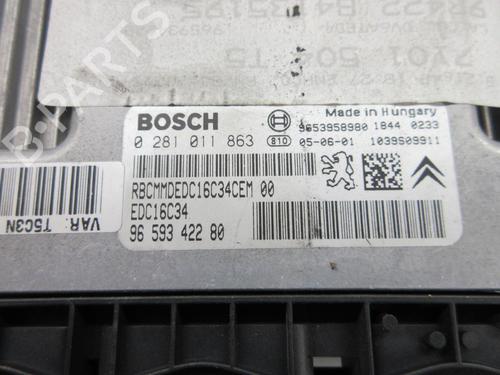 BOSCH
0 281 011 863
810
Made in Hungary
9653958980 1844 0233
05-06-01 1039S09911
RBCMMDEDC16C34CEM 00
EDC16C34
96 593 422 80
VAR: T5C3N